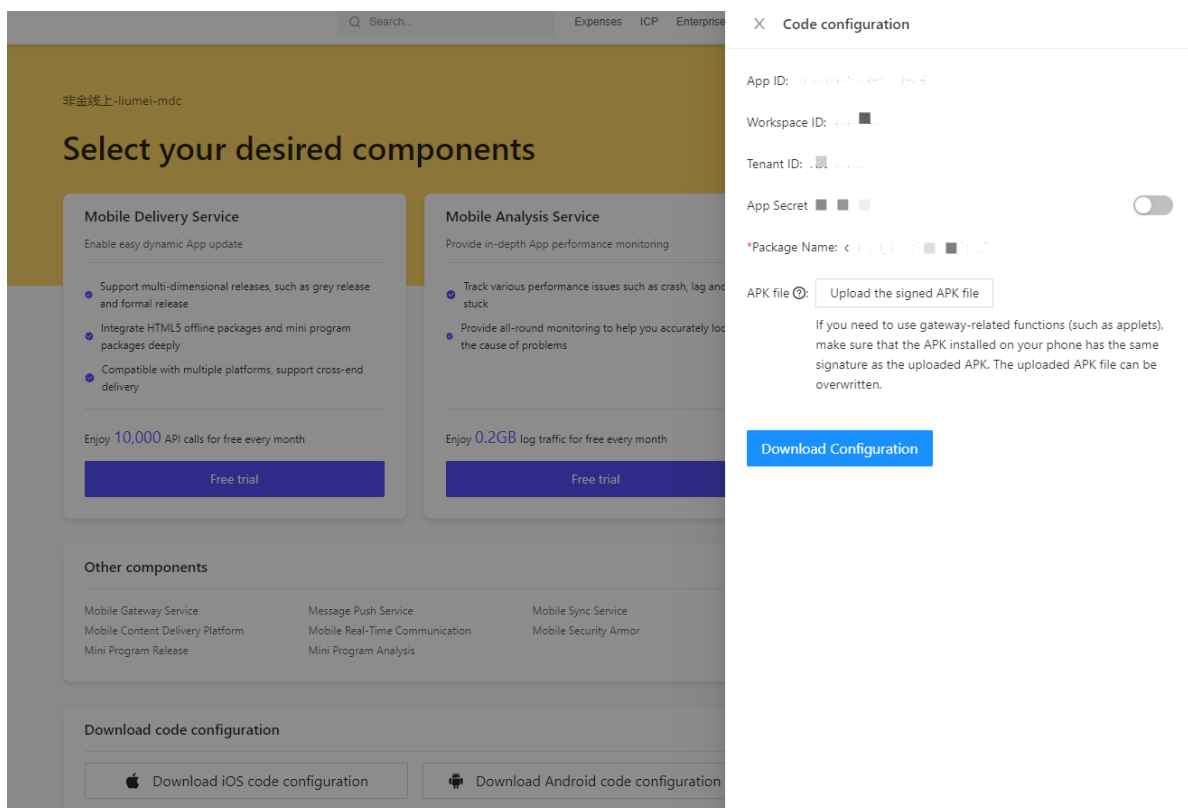 Search...
Expenses ICP Enterprise
非金线上-liumei-mdc
Select your desired components
Mobile Delivery Service
Enable easy dynamic App update
Support multi-dimensional releases, such as grey release
and formal release
Integrate HTML5 offline packages and mini program
packages deeply
Compatible with multiple platforms, support cross-end
delivery
Enjoy 10,000 API calls for free every month
Free trial
Mobile Analysis Service
Provide in-depth App performance monitoring
Track various performance issues such as crash, lag and
stuck
Provide all-round monitoring to help you accurately loc
the cause of problems
Enjoy 0.2GB log traffic for free every month
Free trial
Other components
Mobile Gateway Service
Message Push Service
Mobile Sync Service
Mobile Content Delivery Platform
Mobile Real-Time Communication
Mobile Security Armor
Mini Program Release
Mini Program Analysis
Download code configuration
Download iOS code configuration
Download Android code configuration
Code configuration
App ID:
Workspace ID:
Tenant ID:
App Secret
*Package Name:
APK file ?:
Upload the signed APK file
If you need to use gateway-related functions (such as applets),
make sure that the APK installed on your phone has the same
signature as the uploaded APK. The uploaded APK file can be
overwritten.
Download Configuration